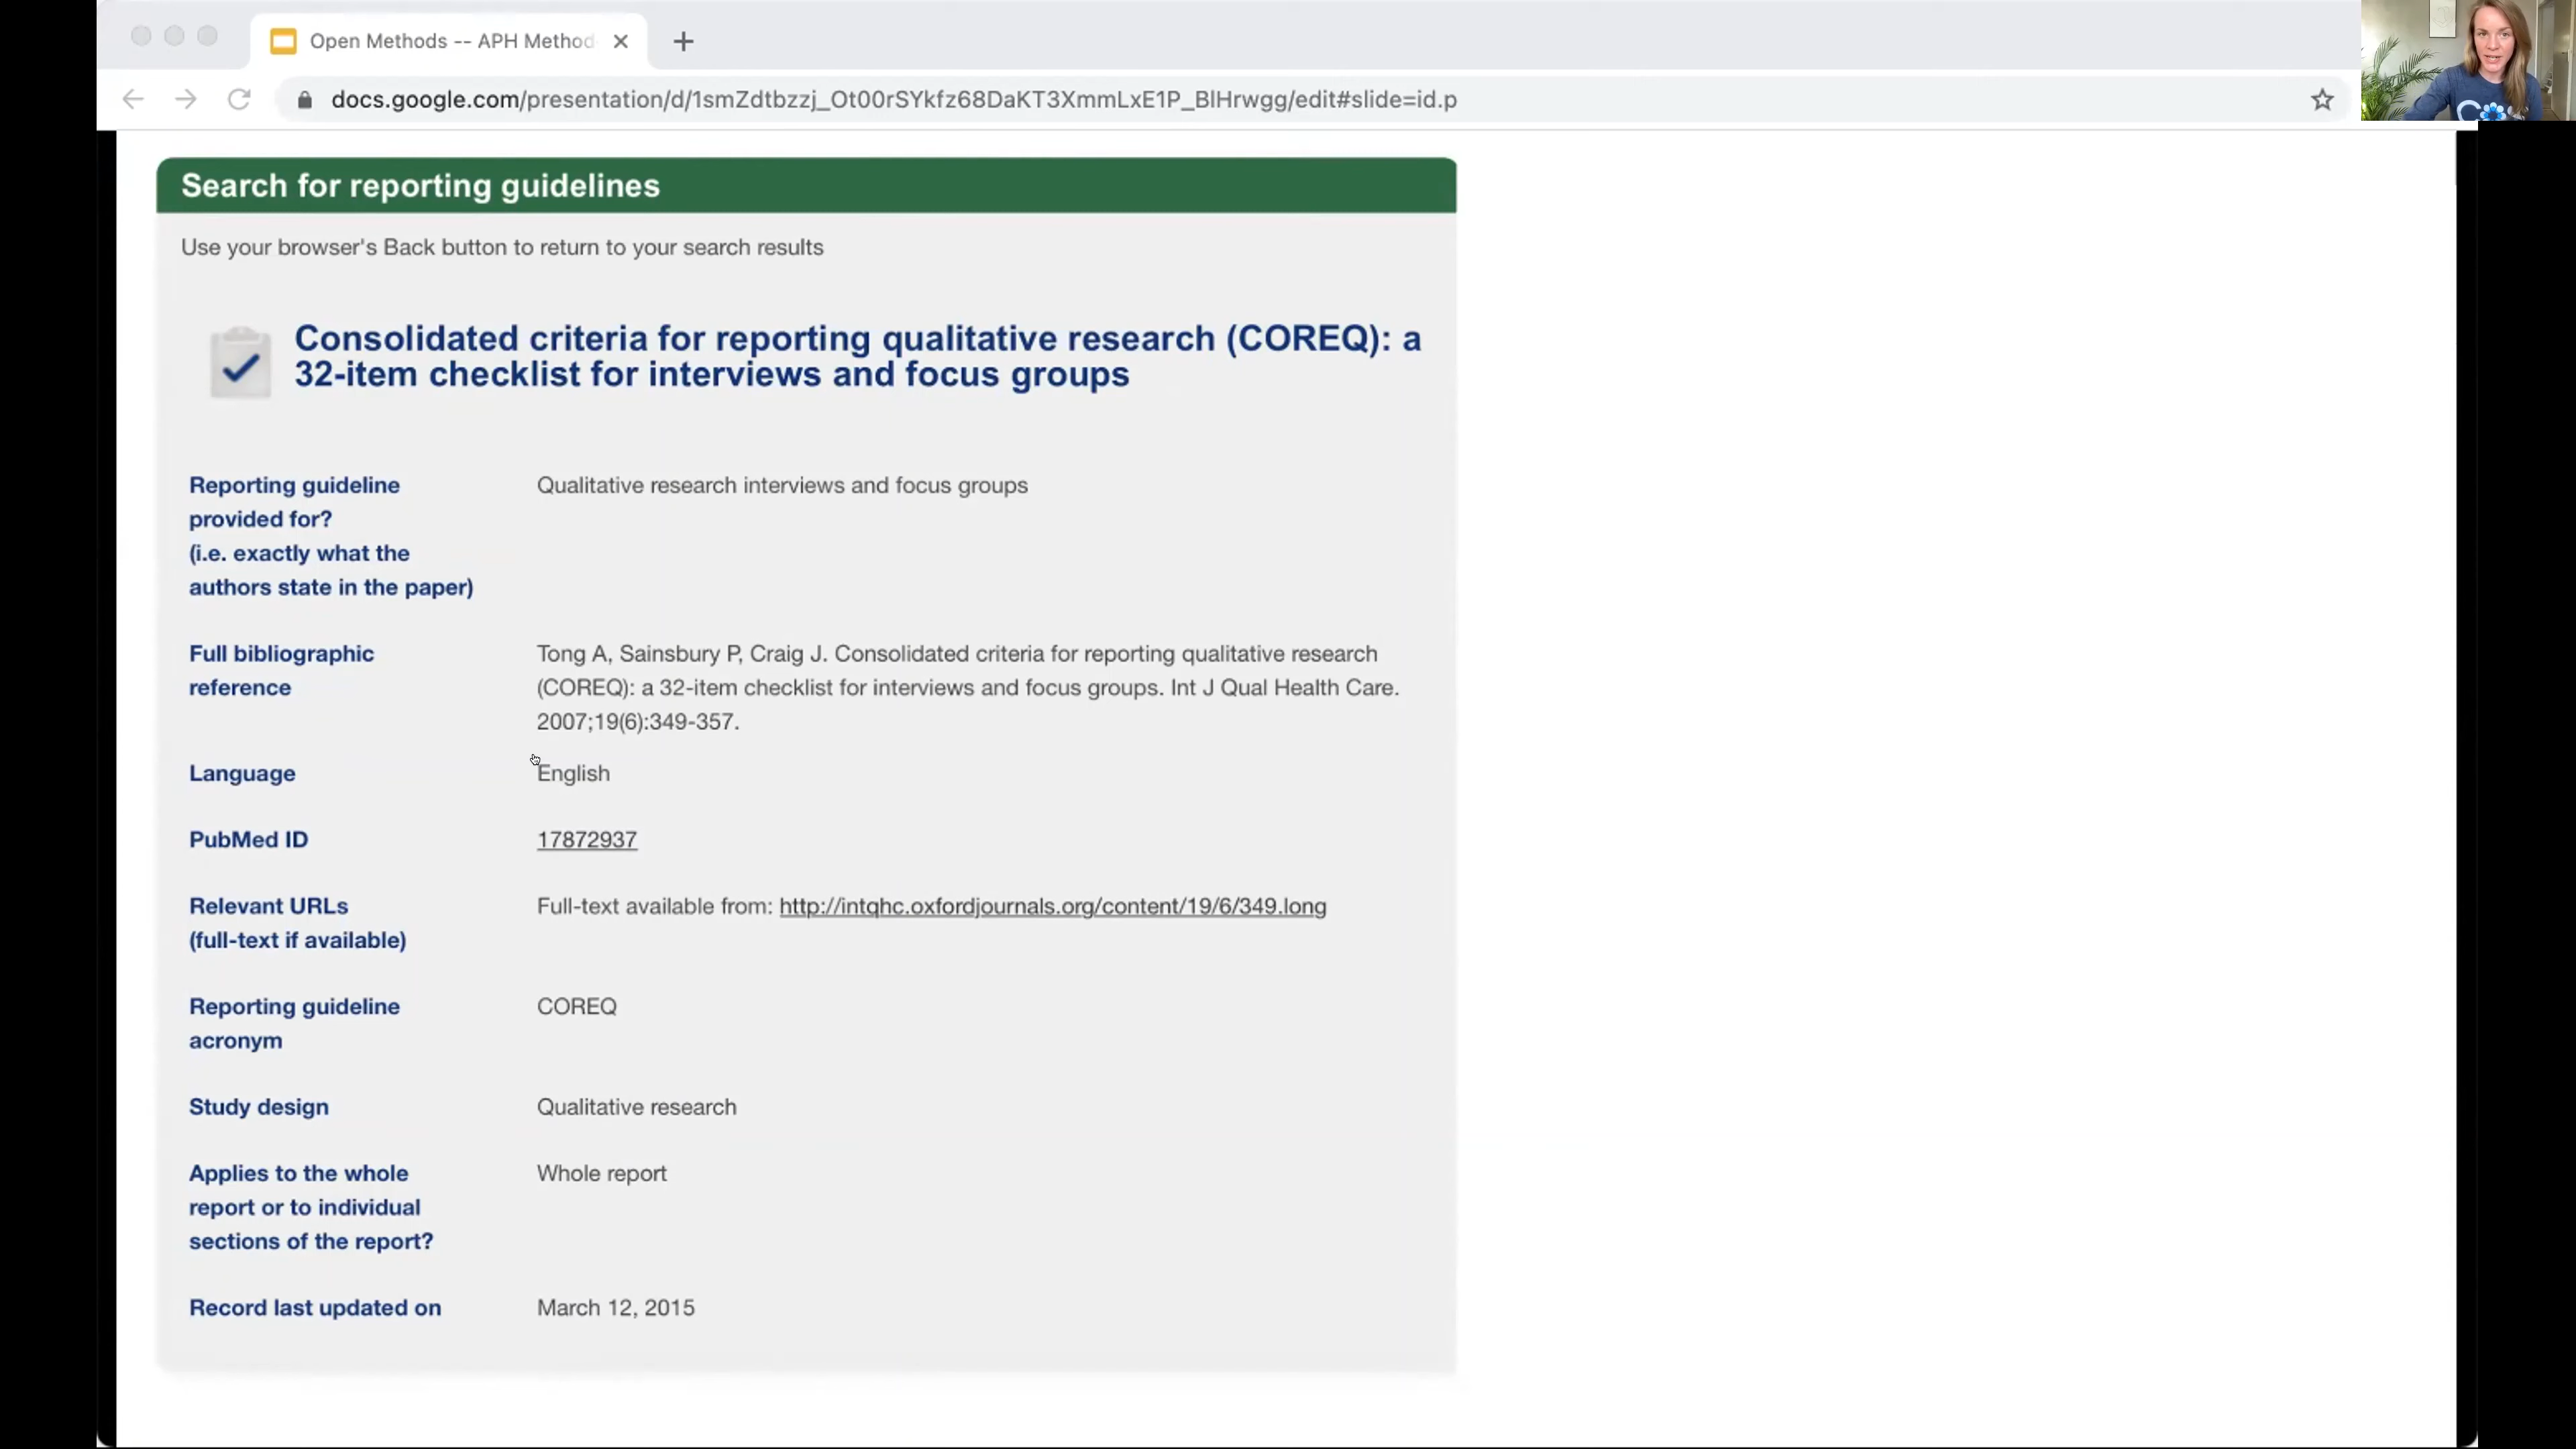 Open Methods -- APH Method
docs.google.com/presentation/d/1smZdtbzzj_Ot00rSYkfz68DaKT3XmmLxE1P_BlHrwgg/edit#slide=id.p
Search for reporting guidelines
Use your browser's Back button to return to your search results
Consolidated criteria for reporting qualitative research (COREQ): a
32-item checklist for interviews and focus groups
Reporting guideline
provided for?
(i.e. exactly what the
authors state in the paper)
Qualitative research interviews and focus groups
Full bibliographic
reference
Tong A, Sainsbury P, Craig J. Consolidated criteria for reporting qualitative research
(COREQ): a 32-item checklist for interviews and focus groups. Int J Qual Health Care.
2007;19(6):349-357.
Language
English
PubMed ID
17872937
Relevant URLs
(full-text if available)
Full-text available from: http://intqhc.oxfordjournals.org/content/19/6/349.long
Reporting guideline
acronym
COREQ
Study design
Qualitative research
Applies to the whole
report or to individual
sections of the report?
Whole report
Record last updated on
March 12, 2015